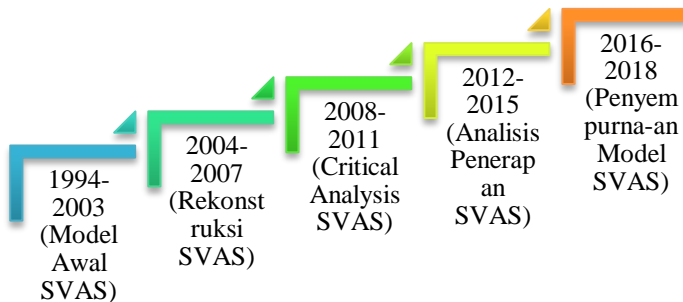 1994-
2003
(Model
Awal
SVAS)
2004-
2007
(Rekonst
ruksi
SVAS)
2008-
2011
(Critical
Analysis
SVAS)
2012-
2015
(Analisis
Penerap
an
SVAS)
2016-
2018
(Penyem
purna-an
Model
SVAS)